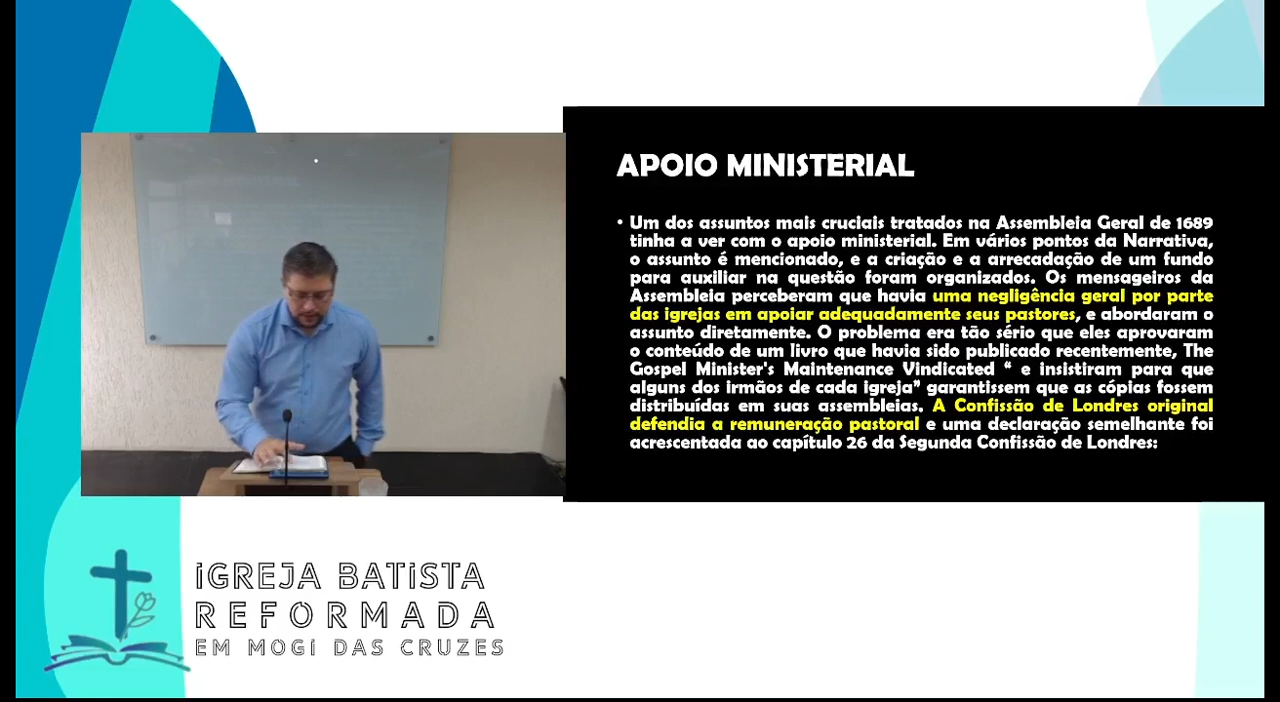 APOIO MINISTERIAL
• Um dos assuntos mais cruciais tratados na Assembleia Geral de 1689
tinha a ver com o apoio ministerial. Em vários pontos da Narrativa,
o assunto é mencionado, e a criação e a arrecadação de um fundo
para auxiliar na questão foram organizados. Os mensageiros da
Assembleia perceberam que havia uma negligência geral por parte
das igrejas em apoiar adequadamente seus pastores, e abordaram o
assunto diretamente. O problema era tão sério que eles aprovaram
o conteúdo de um livro que havia sido publicado recentemente, The
Gospel Minister's Maintenance Vindicated “ e insistiram para que
alguns dos irmãos de cada igreja” garantissem que as cópias fossem
distribuídas em suas assembleias. A Confissão de Londres original
defendia a remuneração pastoral e uma declaração semelhante foi
acrescentada ao capítulo 26 da Segunda Confissão de Londres:
IGREJA BATISTA
REFORMADA
EM MOGI DAS CRUZES